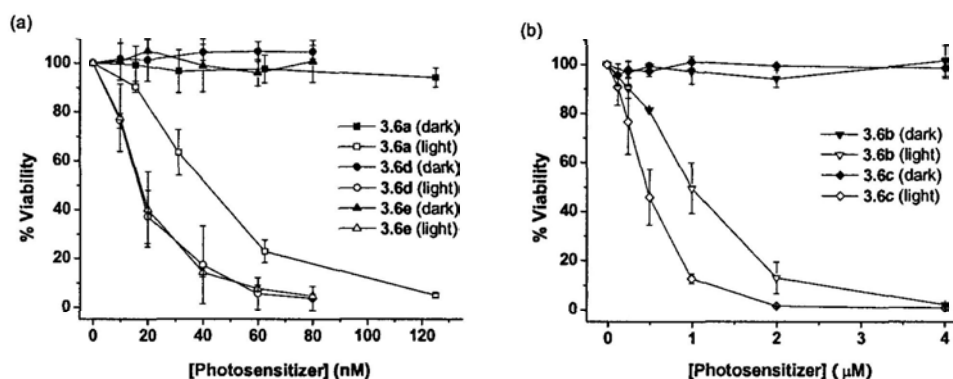 (a)
% Viability
100
80
60
40
20
0
3.6a (dark)
3.6a (light)
3.6d (dark)
3.6d (light)
3.6e (dark)
3.6e (light)
0 20 40 60 80 100 120
[Photosensitizer] (nM)
(b)
% Viability
100
80
60
40
20
0
3.6b (dark)
3.6b (light)
3.6c (dark)
3.6c (light)
0 1 2 3 4
[Photosensitizer] ( μM)